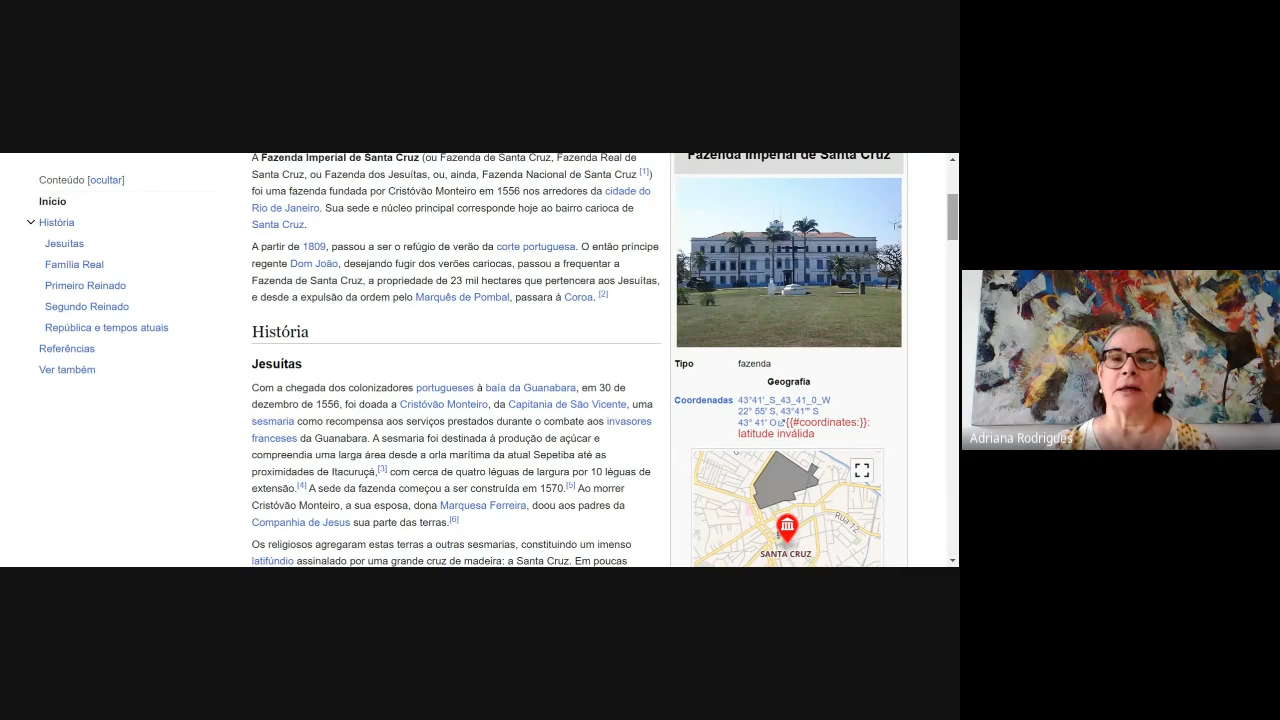 Conteúdo [ocultar]
Início
História
Jesuítas
Família Real
Primeiro Reinado
Segundo Reinado
República e tempos atuais
Referências
Ver também
A Fazenda Imperial de Santa Cruz (ou Fazenda de Santa Cruz, Fazenda Real de
Santa Cruz, ou Fazenda dos Jesuítas, ou, ainda, Fazenda Nacional de Santa Cruz [1])
foi uma fazenda fundada por Cristóvão Monteiro em 1556 nos arredores da cidade do
Rio de Janeiro. Sua sede e núcleo principal corresponde hoje ao bairro carioca de
Santa Cruz.
A partir de 1809, passou a ser o refúgio de verão da corte portuguesa. O então príncipe
regente Dom João, desejando fugir dos verões cariocas, passou a frequentar a
Fazenda de Santa Cruz, a propriedade de 23 mil hectares que pertencera aos Jesuítas,
e desde a expulsão da ordem pelo Marquês de Pombal, passara à Coroa. [2]
História
Jesuítas
Com a chegada dos colonizadores portugueses à baía da Guanabara, em 30 de
dezembro de 1556, foi doada a Cristóvão Monteiro, da Capitania de São Vicente, uma
sesmaria como recompensa aos serviços prestados durante o combate aos invasores
franceses da Guanabara. A sesmaria foi destinada à produção de açúcar e
compreendia uma larga área desde a orla marítima da atual Sepetiba até as
proximidades de Itacuruçá,[3] com cerca de quatro léguas de largura por 10 léguas de
extensão.[4] A sede da fazenda começou a ser construída em 1570.[5] Ao morrer
Cristóvão Monteiro, a sua esposa, dona Marquesa Ferreira, doou aos padres da
Companhia de Jesus sua parte das terras.[6]
Os religiosos agregaram estas terras a outras sesmarias, constituindo um imenso
latifúndio assinalado por uma grande cruz de madeira: a Santa Cruz. Em poucas
Fazenda Imperial de Santa Cruz
Tipo fazenda
Geografia
Coordenadas 43°41'_S_43_41_0_W
22° 55' S, 43°41'" S
43° 41' O{{#coordinates:}}:
latitude inválida
Rua 12
SANTA CRUZ
Adriana Rodrigues